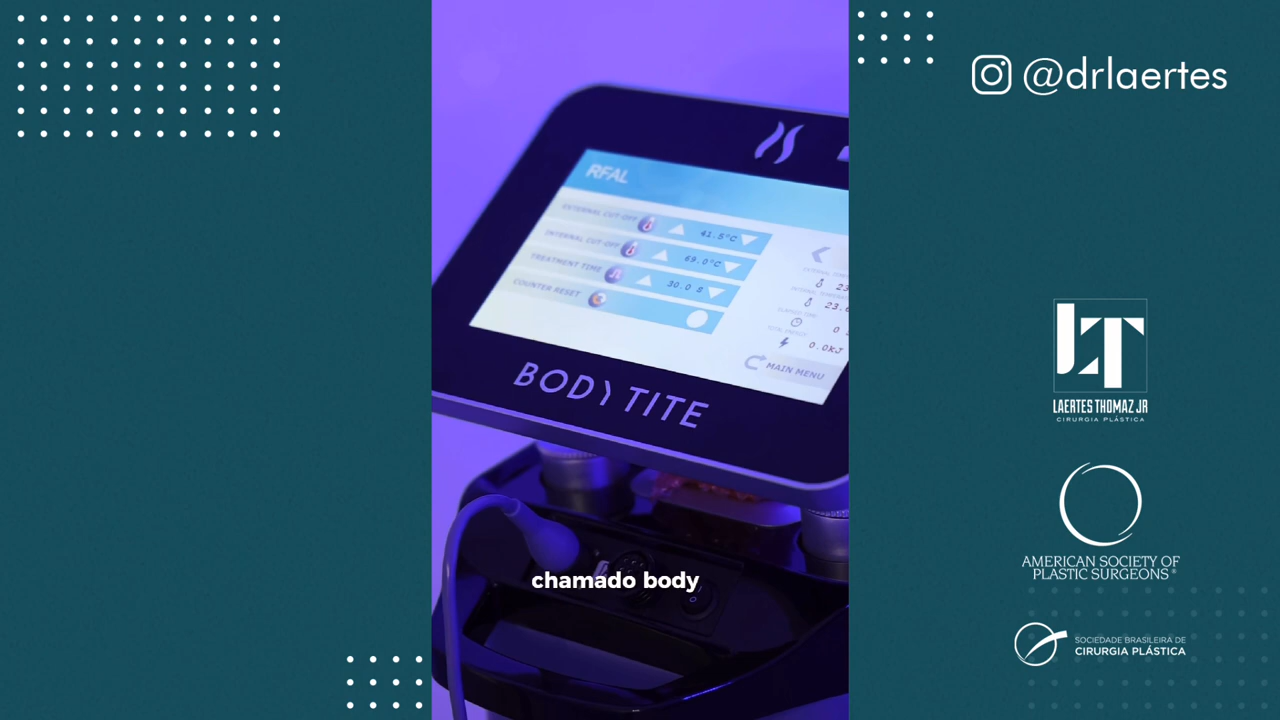 @drlaertes
RFAL
EXTERNAL CUT-OFF
41.5°C
INTERNAL CUT-OFF
69.0°C
TREATMENT TIME
30.0 S
COUNTER RESET
0.0KJ
MAIN MENU
BODY TITE
chamado body
LT
LAERTES THOMAZ JR
CIRURGIA PLÁSTICA
AMERICAN SOCIETY OF
PLASTIC SURGEONS®
SOCIEDADE BRASILEIRA DE
CIRURGIA PLÁSTICA